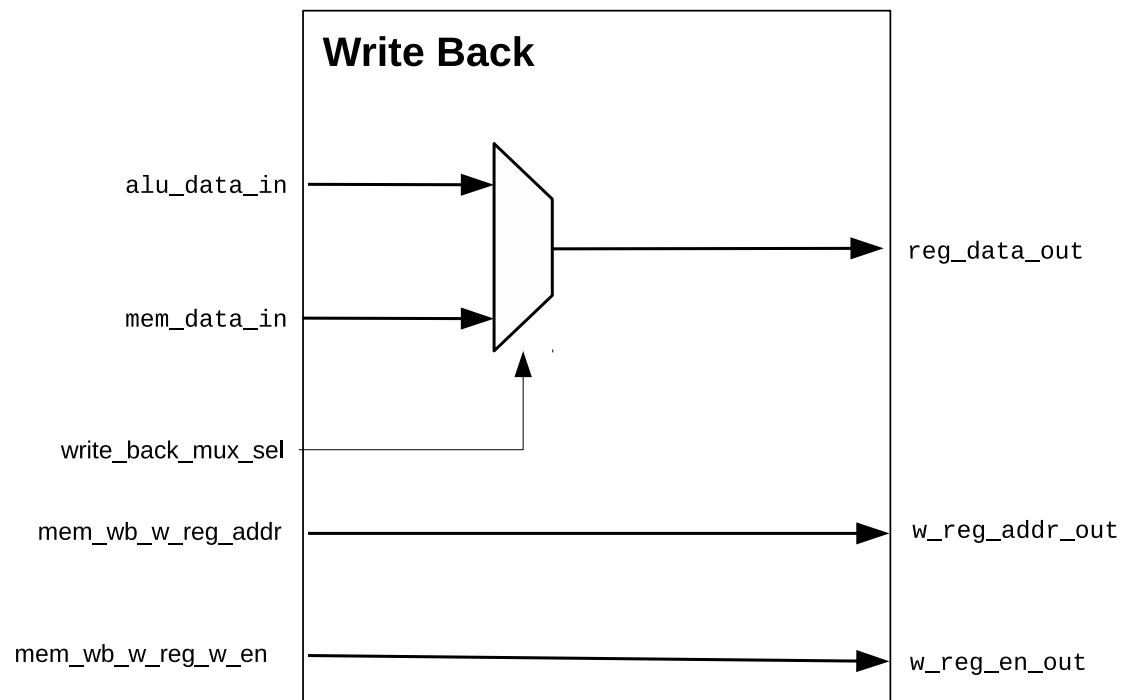 Write Back
alu_data_in
reg_data_out
mem_data_in
write_back_mux_sel
mem_wb_w_reg_addr
w_reg_addr_out
mem_wb_w_reg_w_en
w_reg_en_out